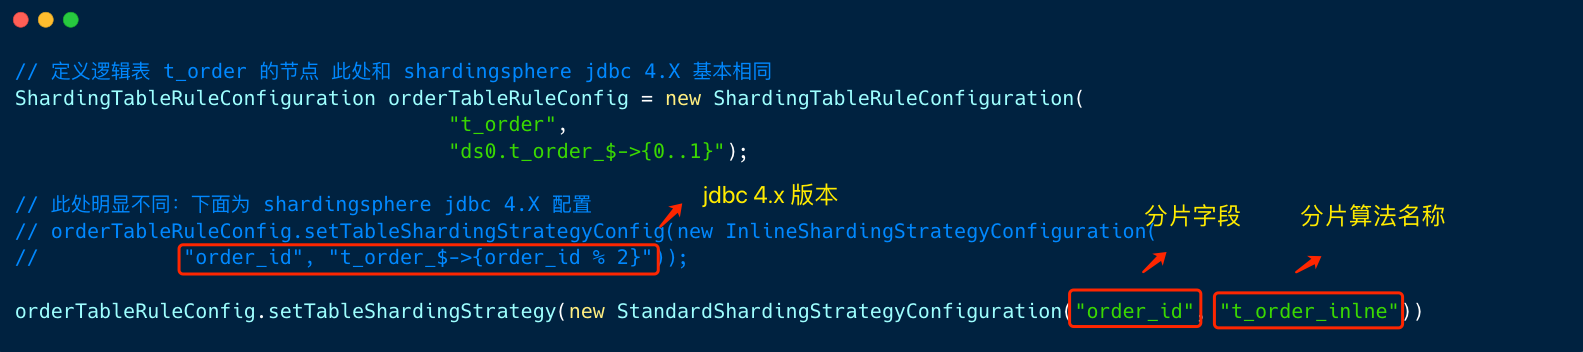 // 定义逻辑表 t_order 的节点 此处和 shardingsphere jdbc 4.X 基本相同
ShardingTableRuleConfiguration orderTableRuleConfig = new ShardingTableRuleConfiguration(
"t_order",
"ds0.t_order_$->{0..1}");
jdbc 4.x 版本
// 此处明显不同：下面为 shardingsphere jdbc 4.X 配置
分片字段 分片算法名称
// orderTableRuleConfig.setTableShardingStrategyConfig(new InlineShardingStrategyConfiguration(
// "order_id", "t_order_$->{order_id % 2}"));
orderTableRuleConfig.setTableShardingStrategy(new StandardShardingStrategyConfiguration("order_id", "t_order_inlne"))